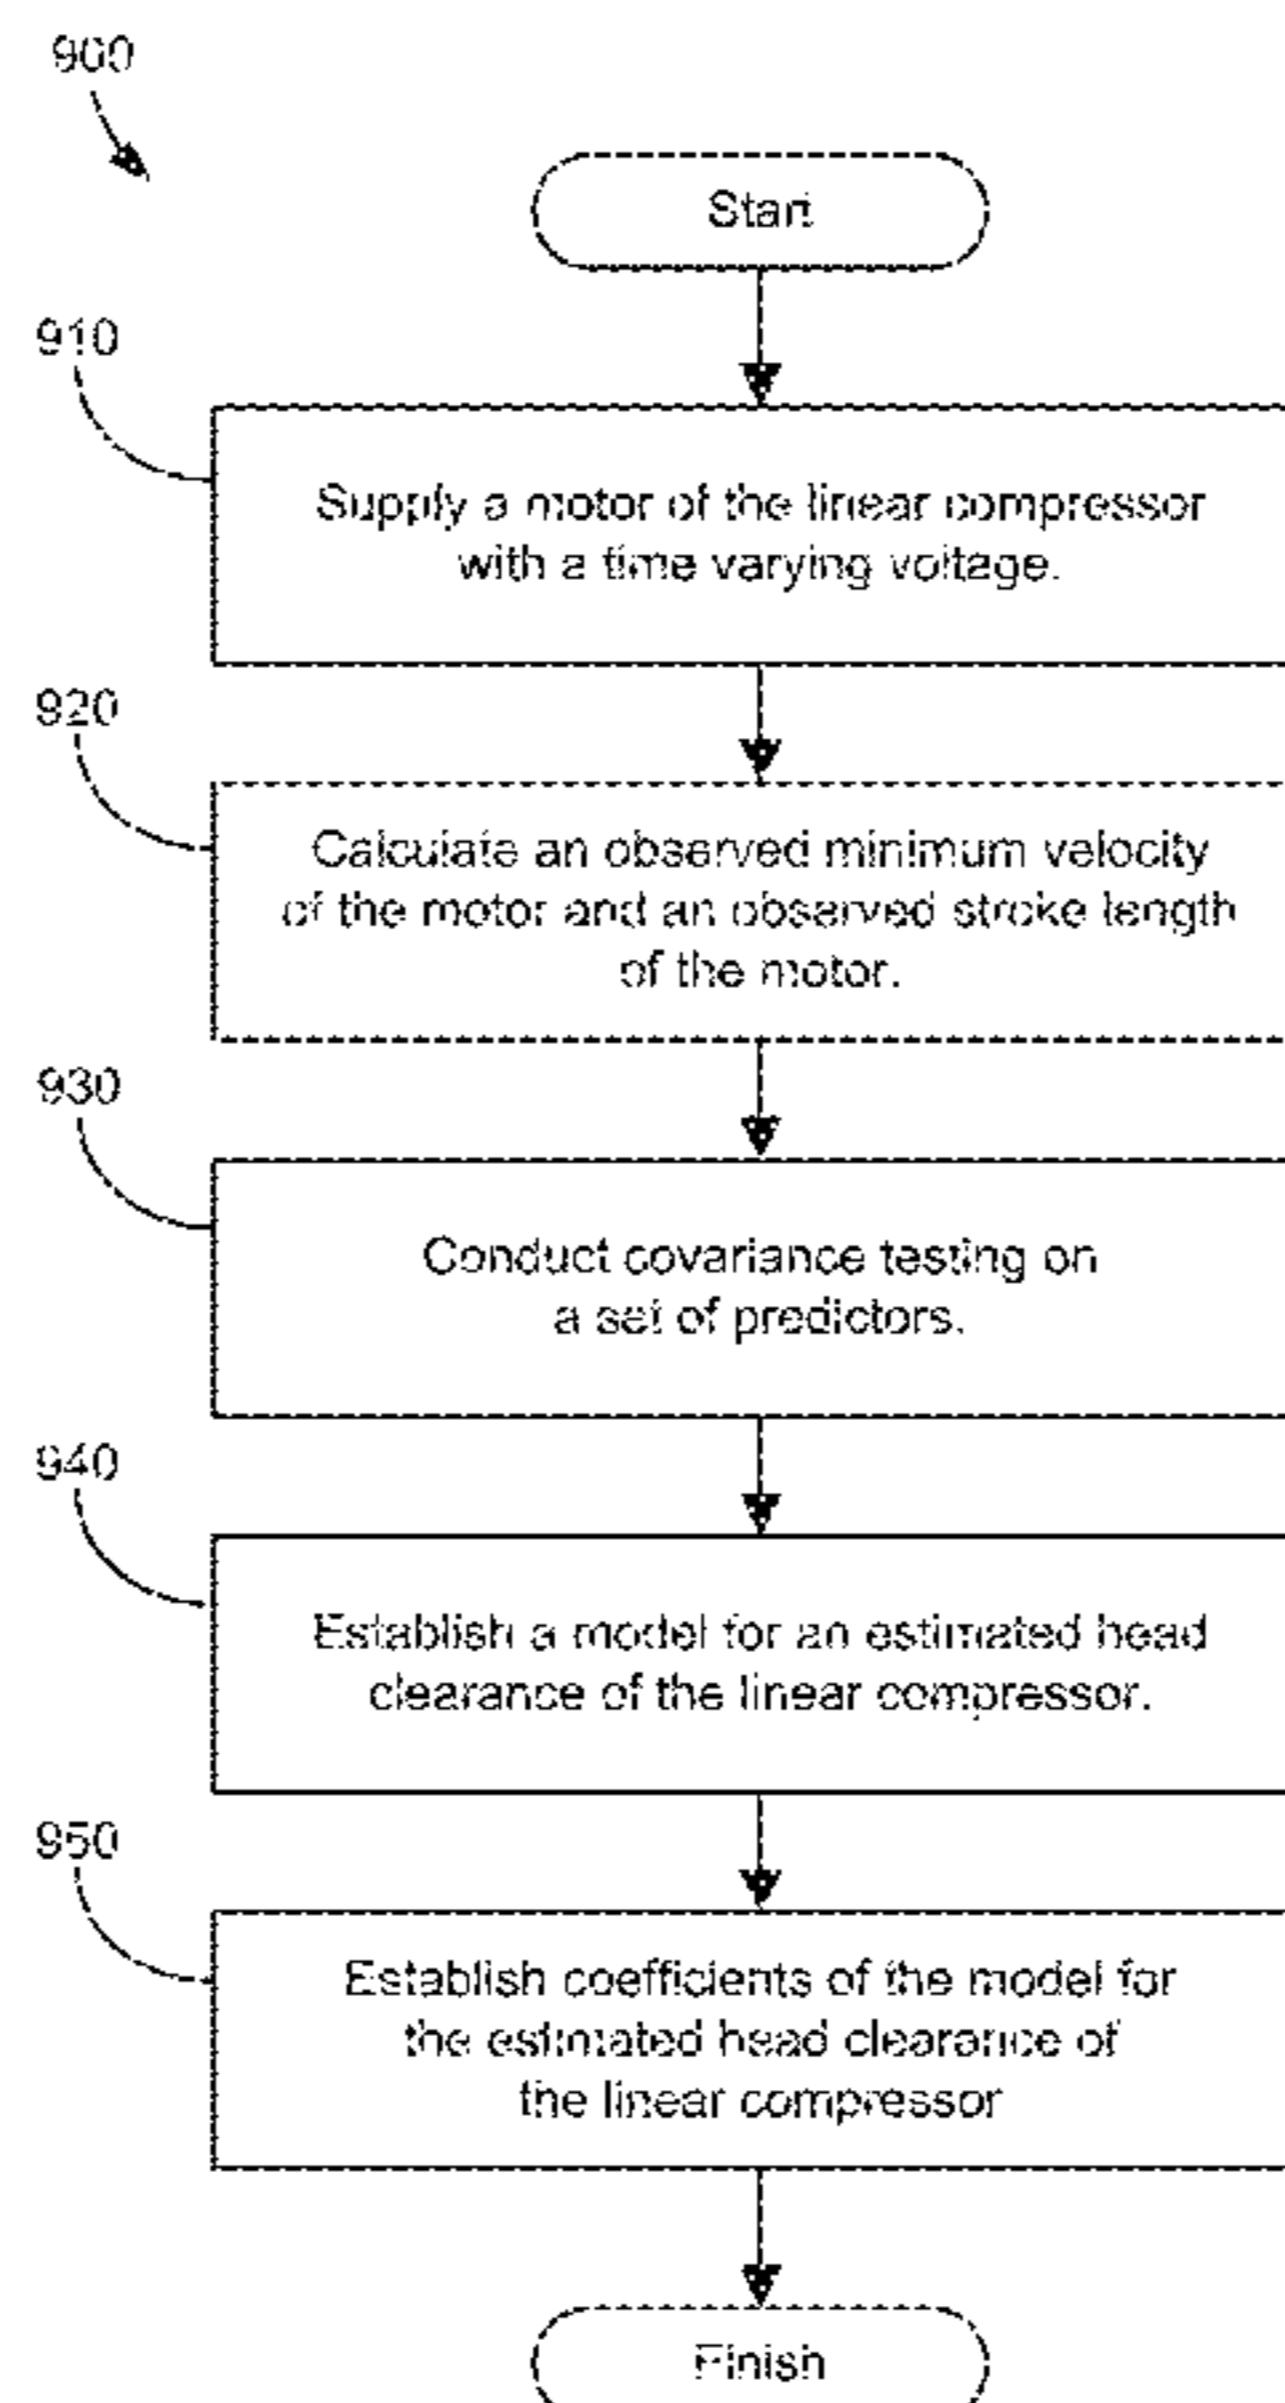 900
Start
910
Supply a motor of the linear compressor
with a time varying voltage.
920
Calculate an observed minimum velocity
of the motor and an observed stroke length
of the motor.
930
Conduct covariance testing on
a set of predictors.
940
Establish a model for an estimated head
clearance of the linear compressor.
950
Establish coefficients of the model for
the estimated head clearance of
the linear compressor
Finish